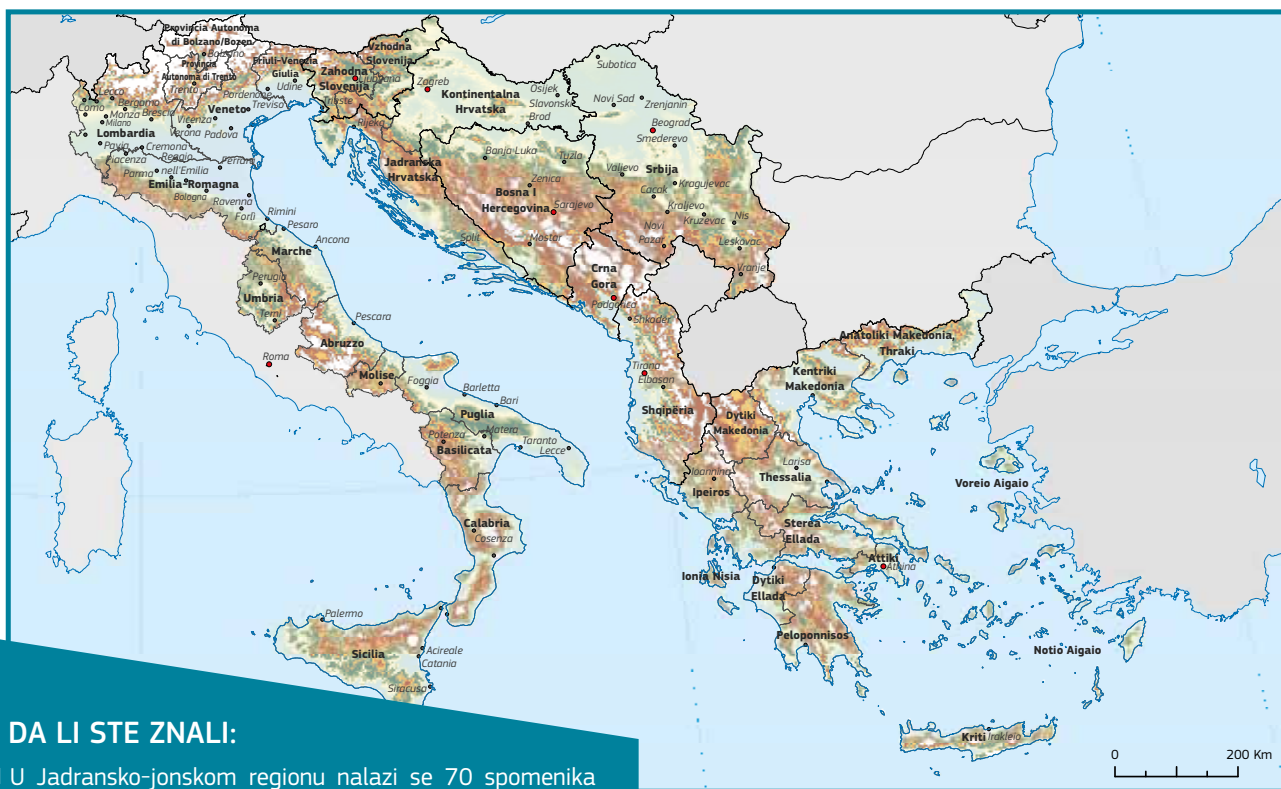 Provincia Autonoma
di Bolzano/Bozen
Bolzano
Provincia
Autonoma di Trento
Trento
Friuli-Venezia
Giulia
Udine
Pordenone
Treviso
Trieste
Vzhodna
Slovenija
Zahodna
Slovenija
Ljubljana
Zagreb
Kontinentalna
Hrvatska
Osijek
Slavonski
Brod
Subotica
Novi Sad
Zrenjanin
Beograd
Smederevo
Lecco
Como
Bergamo
Monza
Brescia
Milano
Lombardia
Pavia
Cremona
Piacenza
Veneto
Vitenza
Verona
Padova
Reggio
nell'Emilia
Parma
Ferrara
Emilia-Romagna
Bologna
Ravenna
Forlì
Rimini
Pesaro
Ancona
Marche
Perugia
Umbria
Terni
Rijeka
Jadranska
Hrvatska
Split
Banja Luka
Tuzla
Zenica
Bosna I
Hercegovina
Sarajevo
Mostar
Valjevo
Srbija
Cacak
Kragujevac
Kraljevo
Kruzevac
Nis
Novi
Pazar
Leskovac
Vranje
Crna
Gora
Podgorica
Shkoder
Pescara
Abruzzo
Roma
Molise
Foggia
Barletta
Bari
Puglia
Matera
Potenza
Basilicata
Taranto
Lecce
Calabria
Cosenza
Palermo
Sicilia
Acireale
Catania
Siracusa
Tirana
Elbasan
Shqipëria
Anatoliki Makedonia
Thraki
Kentriki
Makedonia
Dytiki
Makedonia
Larisa
Thessalia
Ioannina
Ipeiros
Voreio Aigaio
Sterea
Ellada
Attiki
Athina
Ionia Nisia
Dytiki
Ellada
Peloponnisos
Notio Aigaio
Kriti
Irakleio
0 200 Km
DA LI STE ZNALI:
U Jadransko-jonskom regionu nalazi se 70 spomenika